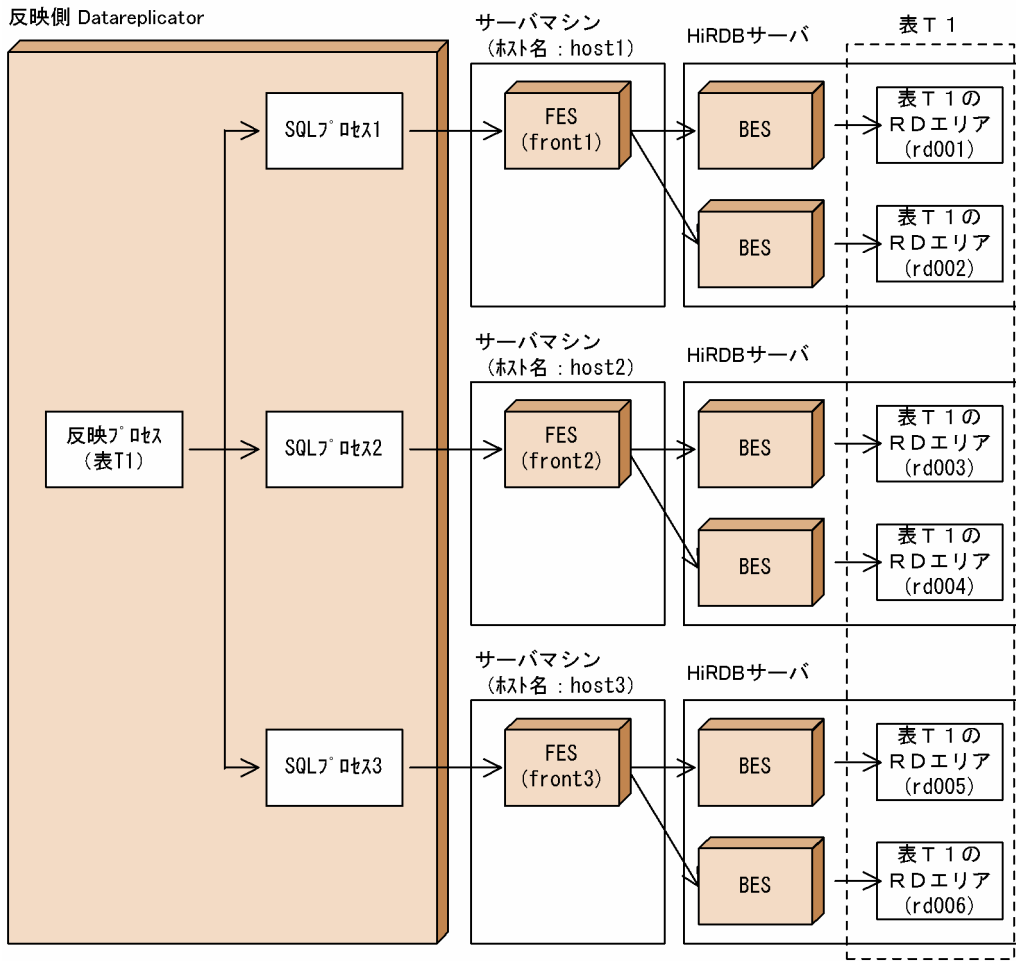 反映側 Datareplicator
サーバマシン
(ﾎｽﾄ名：host1)
HiRDBサーバ
表Ｔ１
SQLﾌﾟﾛｾｽ1
FES
(front1)
BES
表Ｔ１の
ＲＤエリア
(rd001)
BES
表Ｔ１の
ＲＤエリア
(rd002)
サーバマシン
(ﾎｽﾄ名：host2)
HiRDBサーバ
反映ﾌﾟﾛｾｽ
(表T1)
SQLﾌﾟﾛｾｽ2
FES
(front2)
BES
表Ｔ１の
ＲＤエリア
(rd003)
BES
表Ｔ１の
ＲＤエリア
(rd004)
サーバマシン
(ﾎｽﾄ名：host3)
HiRDBサーバ
SQLﾌﾟﾛｾｽ3
FES
(front3)
BES
表Ｔ１の
ＲＤエリア
(rd005)
BES
表Ｔ１の
ＲＤエリア
(rd006)